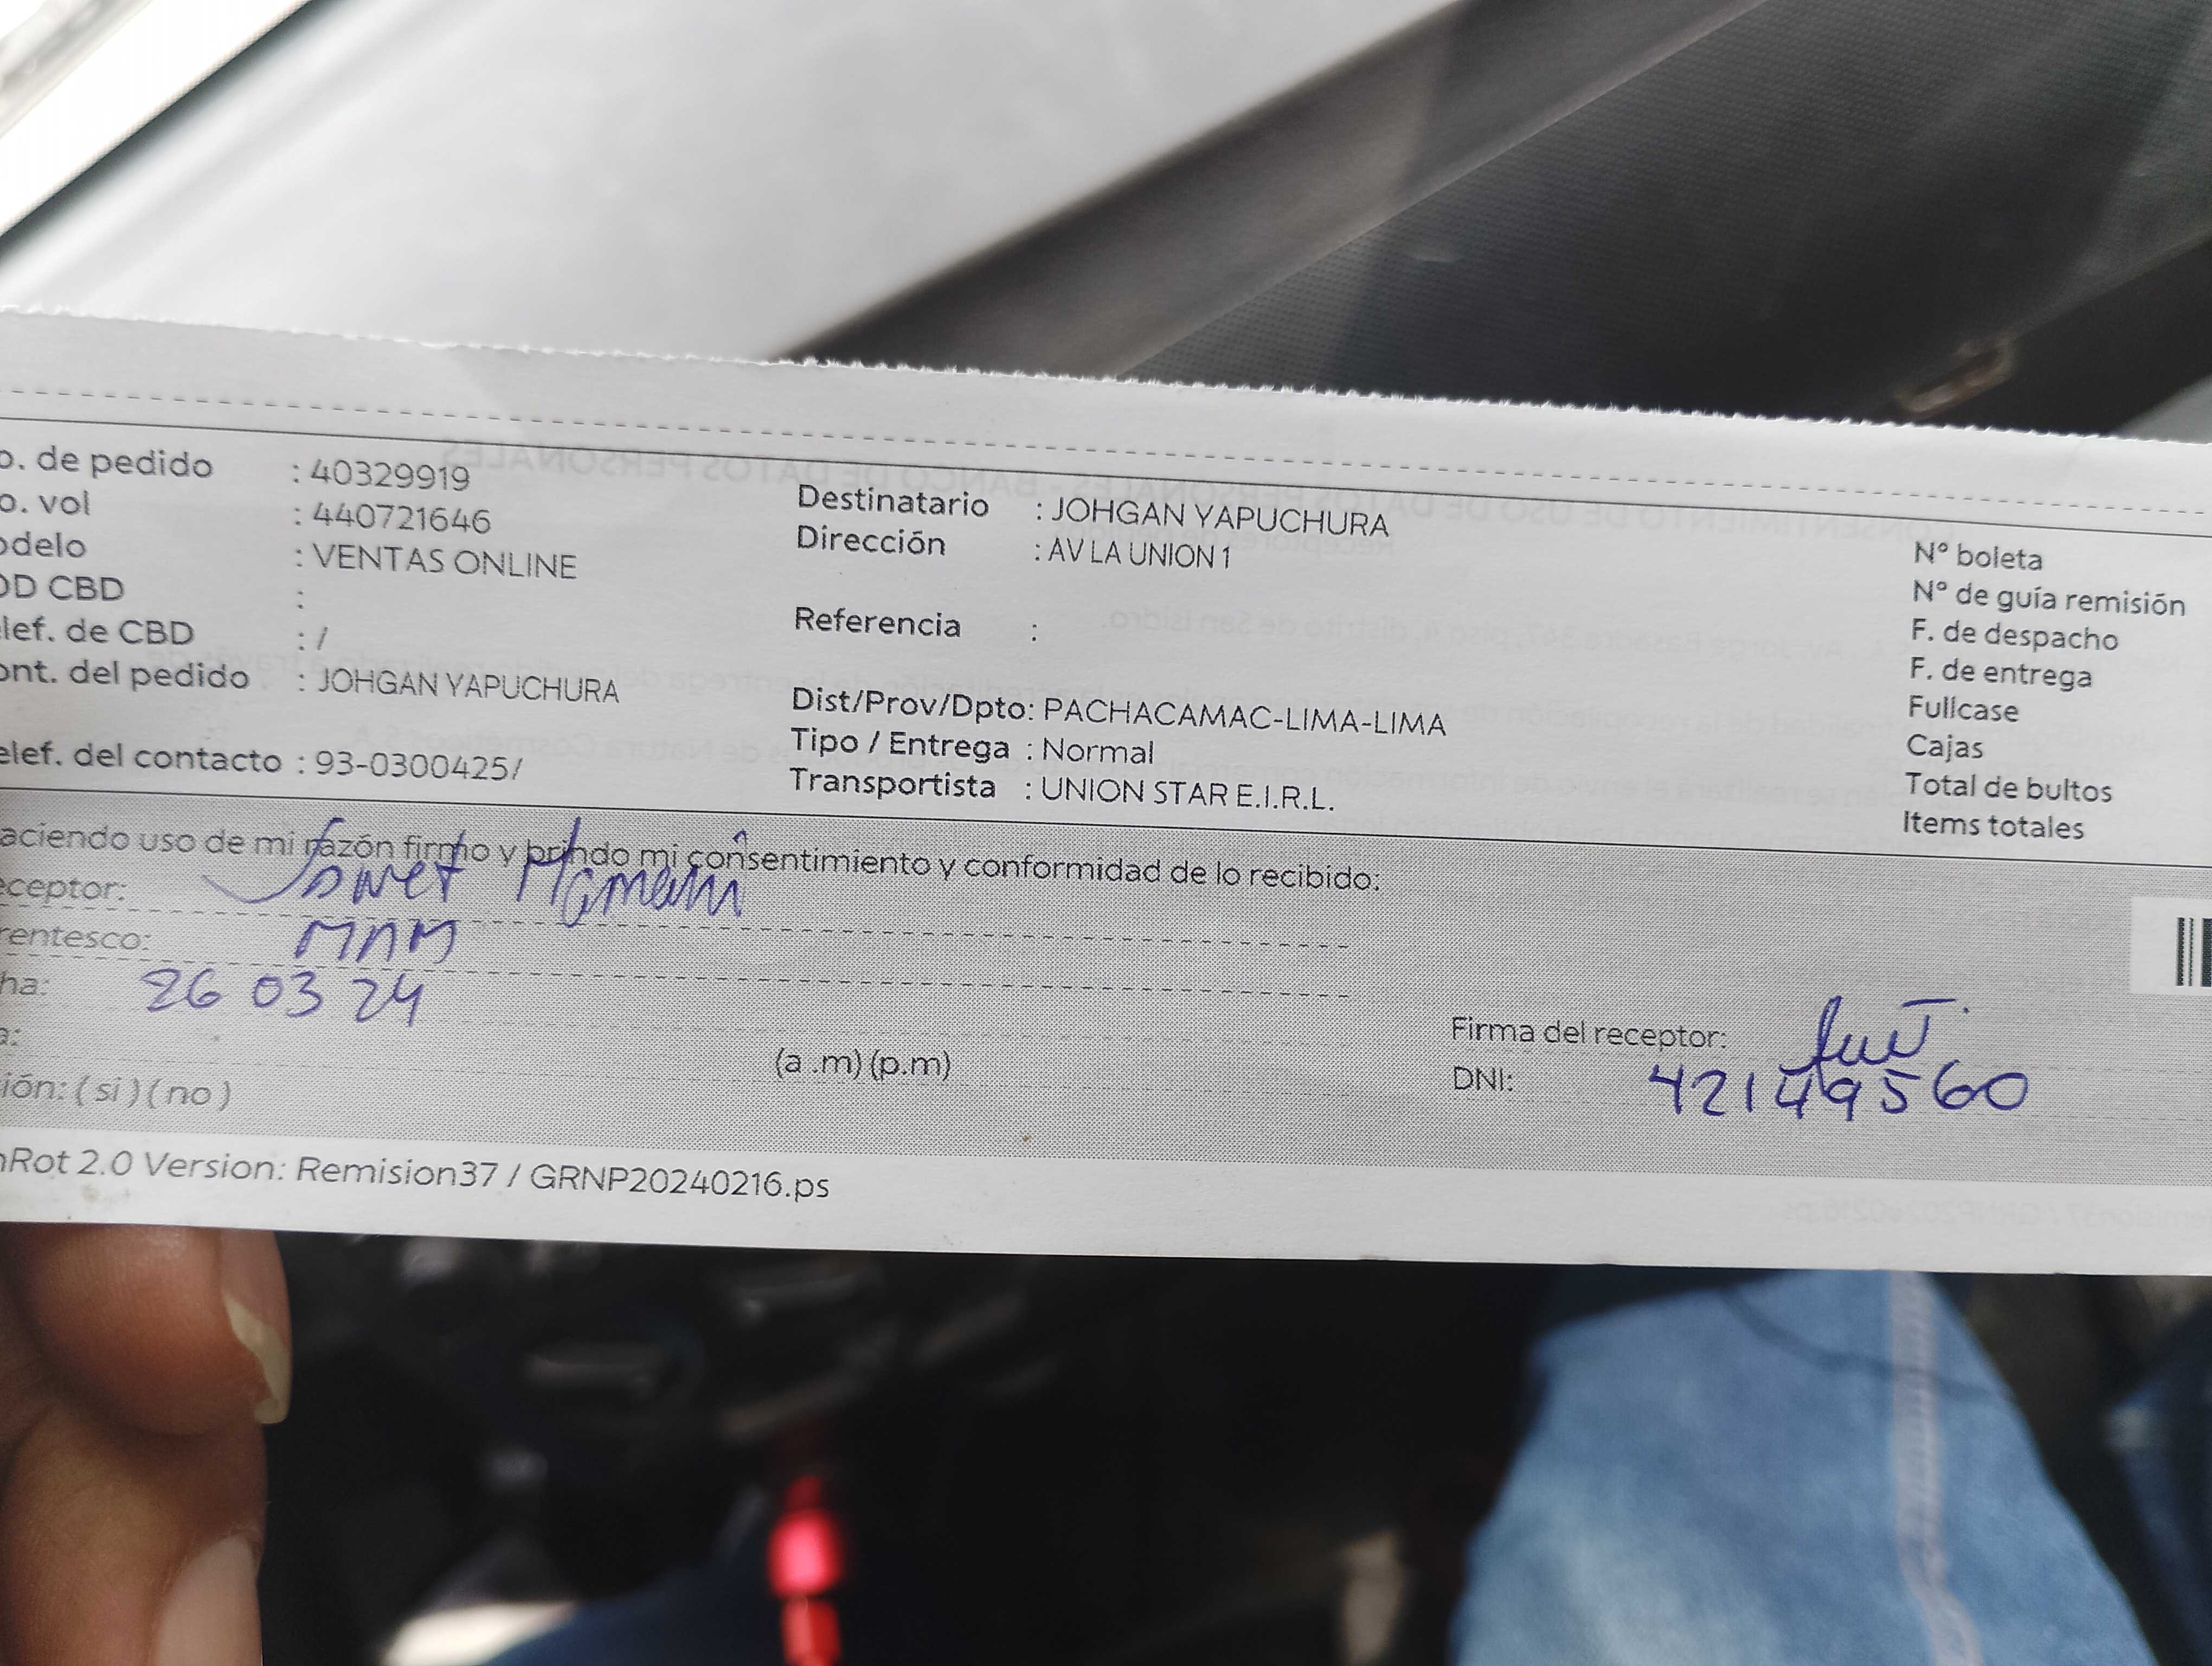 o. de pedido : 40329919
o. vol : 440721646
odelo : VENTAS ONLINE
OD CBD :
lef. de CBD : /
ont. del pedido : JOHGAN YAPUCHURA
elef. del contacto : 93-0300425/
Destinatario : JOHGAN YAPUCHURA
Dirección : AV LA UNION 1
Referencia :
Dist/Prov/Dpto: PACHACAMAC-LIMA-LIMA
Tipo / Entrega : Normal
Transportista : UNION STAR E.I.R.L.
N° boleta
N° de guía remisión
F. de despacho
F. de entrega
Fullcase
Cajas
Total de bultos
Items totales
aciendo uso de mi razón firmo y brindo mi consentimiento y conformidad de lo recibido:
eceptor: Mamani
rentesco:
ha: 26 03 24
a: (a .m) (p.m)
ión: ( si ) ( no )
Firma del receptor:
DNI: 42149560
nRot 2.0 Version: Remision37 / GRNP20240216.ps